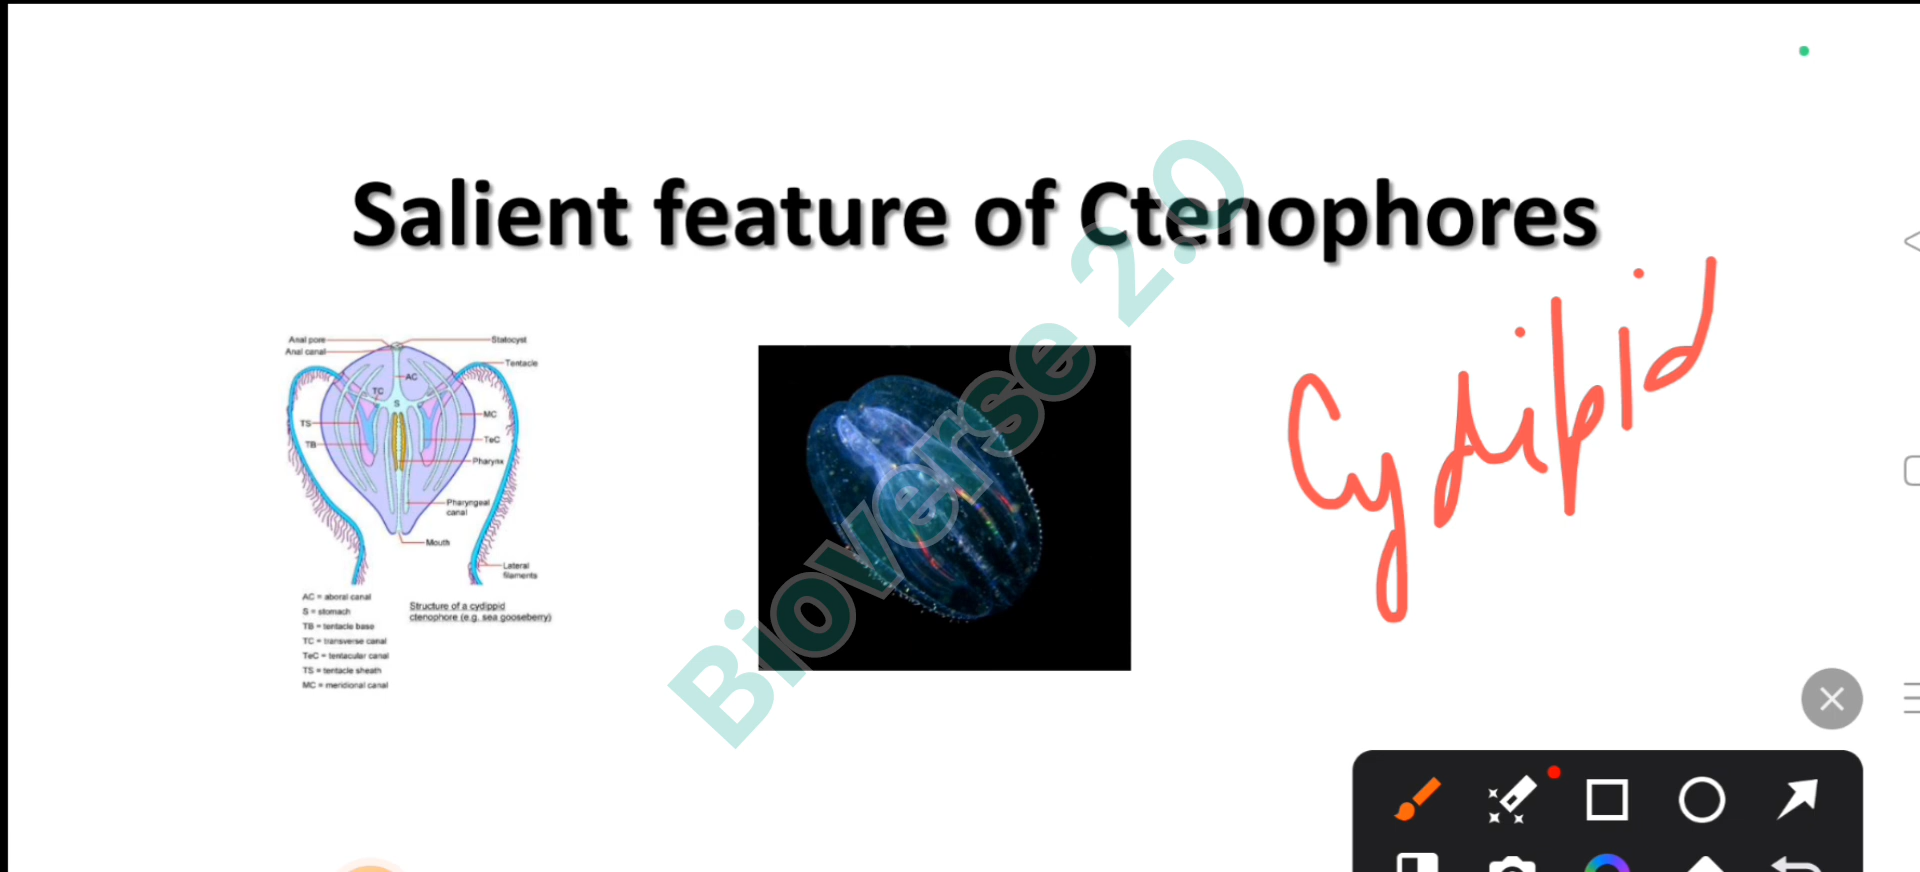 Salient feature of Ctenophores
Anal pore
Anal canal
Statocyst
Tentacle
AC
TC
S
MC
TS
TB
TeC
Pharynx
Pharyngeal
canal
Mouth
Lateral
filaments
AC = aboral canal
S = stomach
TB = tentacle base
TC = transverse canal
TeC = tentacular canal
TS = tentacle sheath
MC = meridional canal
Structure of a cydippid
ctenophore (e.g. sea gooseberry)
Bioverse 2.0
Cydipid